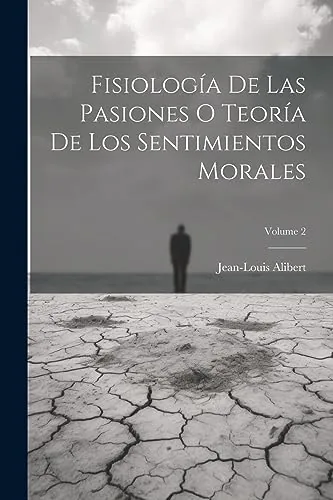 Fisiología De Las
Pasiones O Teoría
De Los Sentimientos
Morales
Volume 2
Jean-Louis Alibert